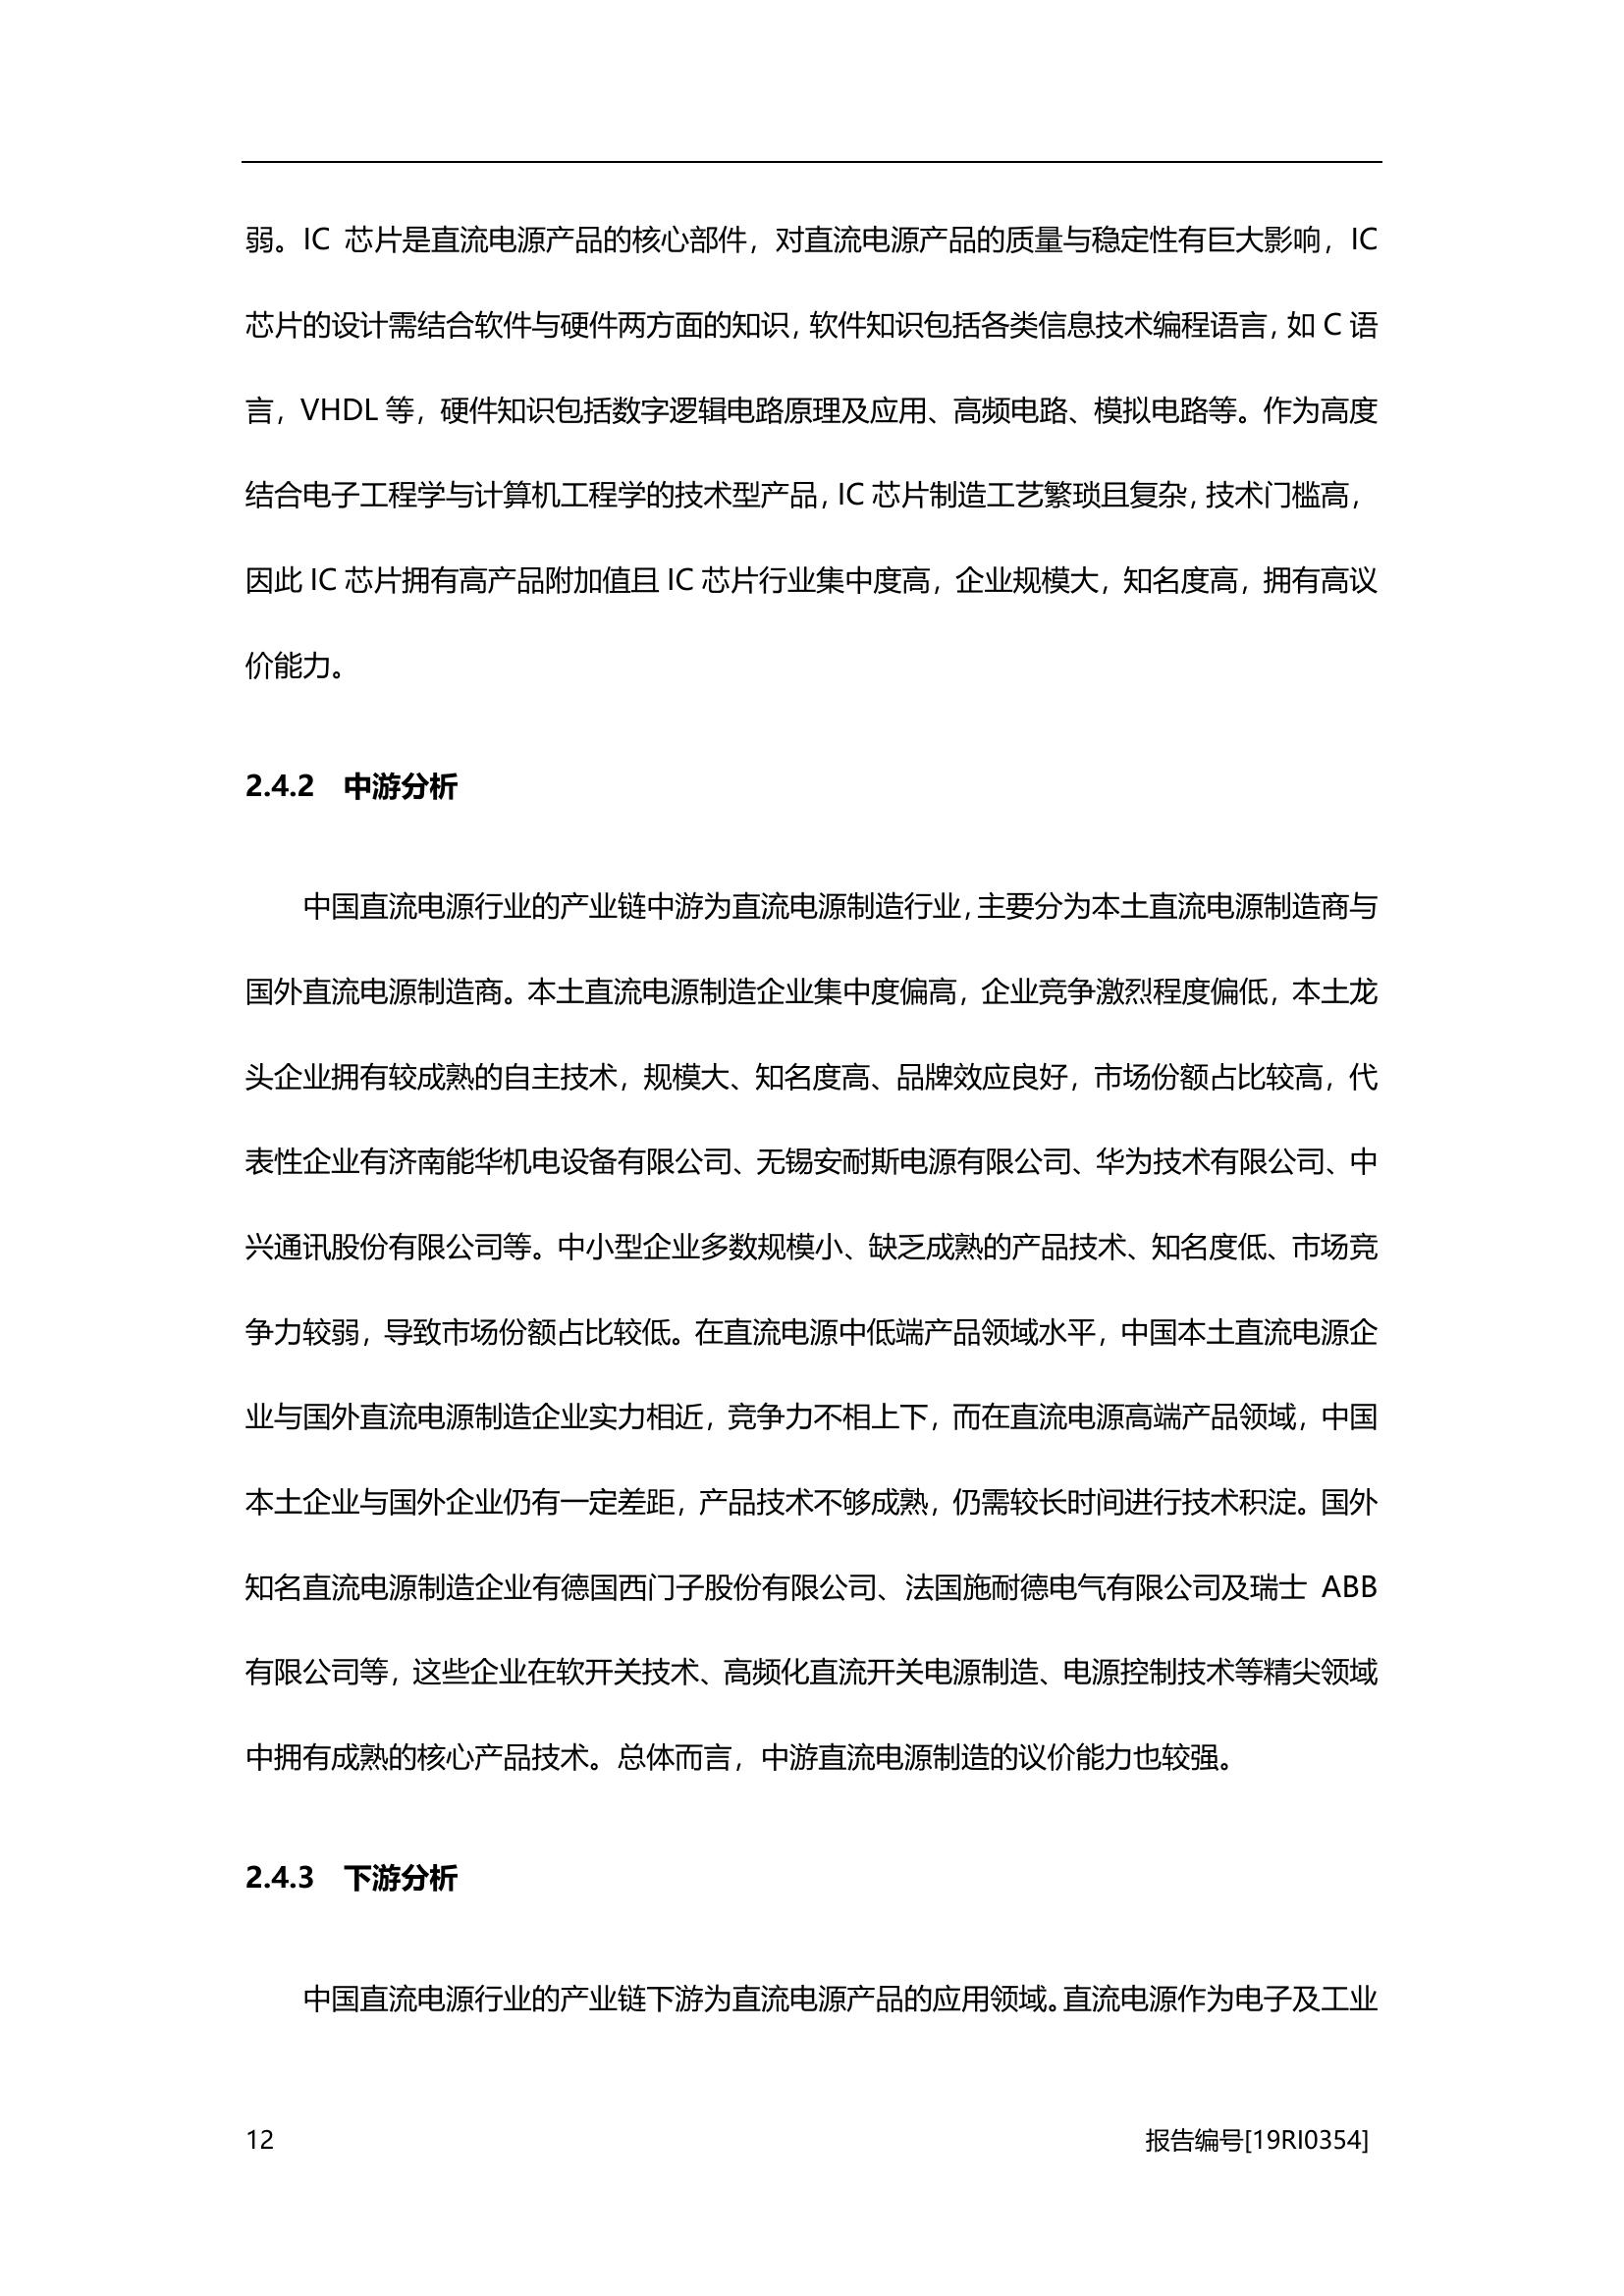 弱。IC 芯片是直流电源产品的核心部件，对直流电源产品的质量与稳定性有巨大影响，IC
芯片的设计需结合软件与硬件两方面的知识，软件知识包括各类信息技术编程语言，如 C 语
言，VHDL 等，硬件知识包括数字逻辑电路原理及应用、高频电路、模拟电路等。作为高度
结合电子工程学与计算机工程学的技术型产品，IC 芯片制造工艺繁琐且复杂，技术门槛高，
因此 IC 芯片拥有高产品附加值且 IC 芯片行业集中度高，企业规模大，知名度高，拥有高议
价能力。
2.4.2 中游分析
中国直流电源行业的产业链中游为直流电源制造行业，主要分为本土直流电源制造商与
国外直流电源制造商。本土直流电源制造企业集中度偏高，企业竞争激烈程度偏低，本土龙
头企业拥有较成熟的自主技术，规模大、知名度高、品牌效应良好，市场份额占比较高，代
表性企业有济南能华机电设备有限公司、无锡安耐斯电源有限公司、华为技术有限公司、中
兴通讯股份有限公司等。中小型企业多数规模小、缺乏成熟的产品技术、知名度低、市场竞
争力较弱，导致市场份额占比较低。在直流电源中低端产品领域水平，中国本土直流电源企
业与国外直流电源制造企业实力相近，竞争力不相上下，而在直流电源高端产品领域，中国
本土企业与国外企业仍有一定差距，产品技术不够成熟，仍需较长时间进行技术积淀。国外
知名直流电源制造企业有德国西门子股份有限公司、法国施耐德电气有限公司及瑞士 ABB
有限公司等，这些企业在软开关技术、高频化直流开关电源制造、电源控制技术等精尖领域
中拥有成熟的核心产品技术。总体而言，中游直流电源制造的议价能力也较强。
2.4.3 下游分析
中国直流电源行业的产业链下游为直流电源产品的应用领域。直流电源作为电子及工业
12 报告编号[19RI0354]